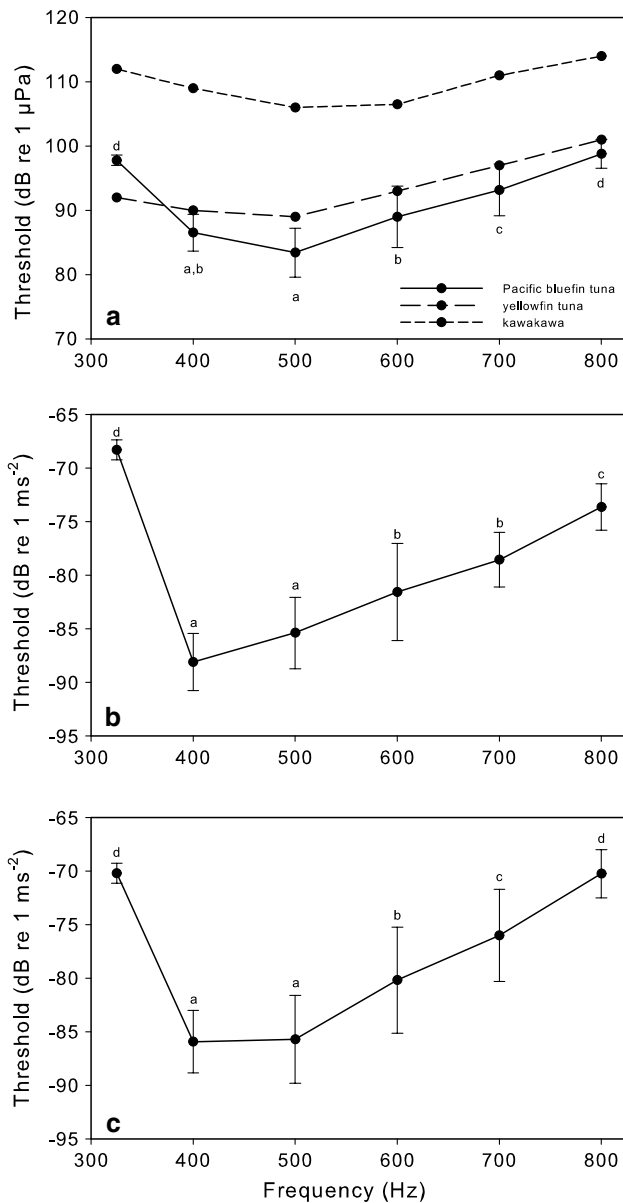 120
110
100
90
80
70
Threshold (dB re 1 µPa)
d
a,b
a
b
c
d
Pacific bluefin tuna
yellowfin tuna
kawakawa
a
300 400 500 600 700 800
-65
-70
-75
-80
-85
-90
-95
Threshold (dB re 1 ms-2)
d
a
a
b
b
c
b
300 400 500 600 700 800
-65
-70
-75
-80
-85
-90
-95
Threshold (dB re 1 ms-2)
d
a
a
b
c
d
c
300 400 500 600 700 800
Frequency (Hz)